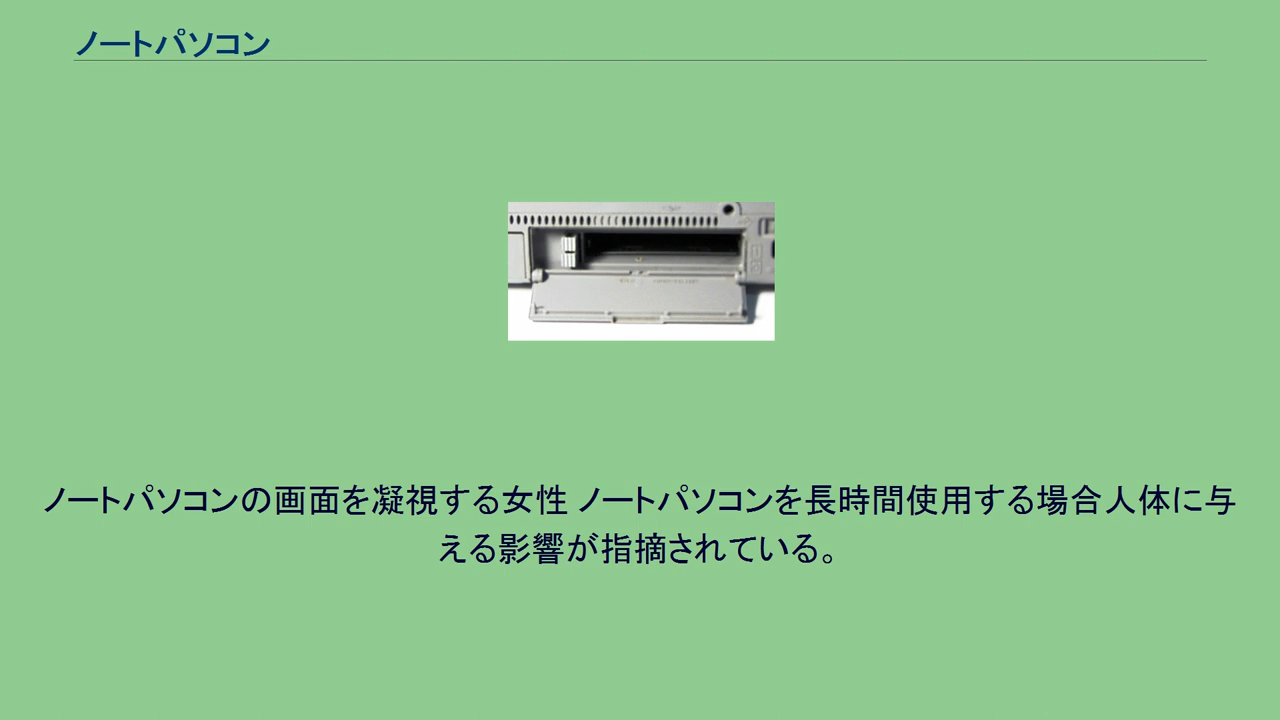 ノートパソコン
ノートパソコンの画面を凝視する女性 ノートパソコンを長時間使用する場合人体に与
える影響が指摘されている。